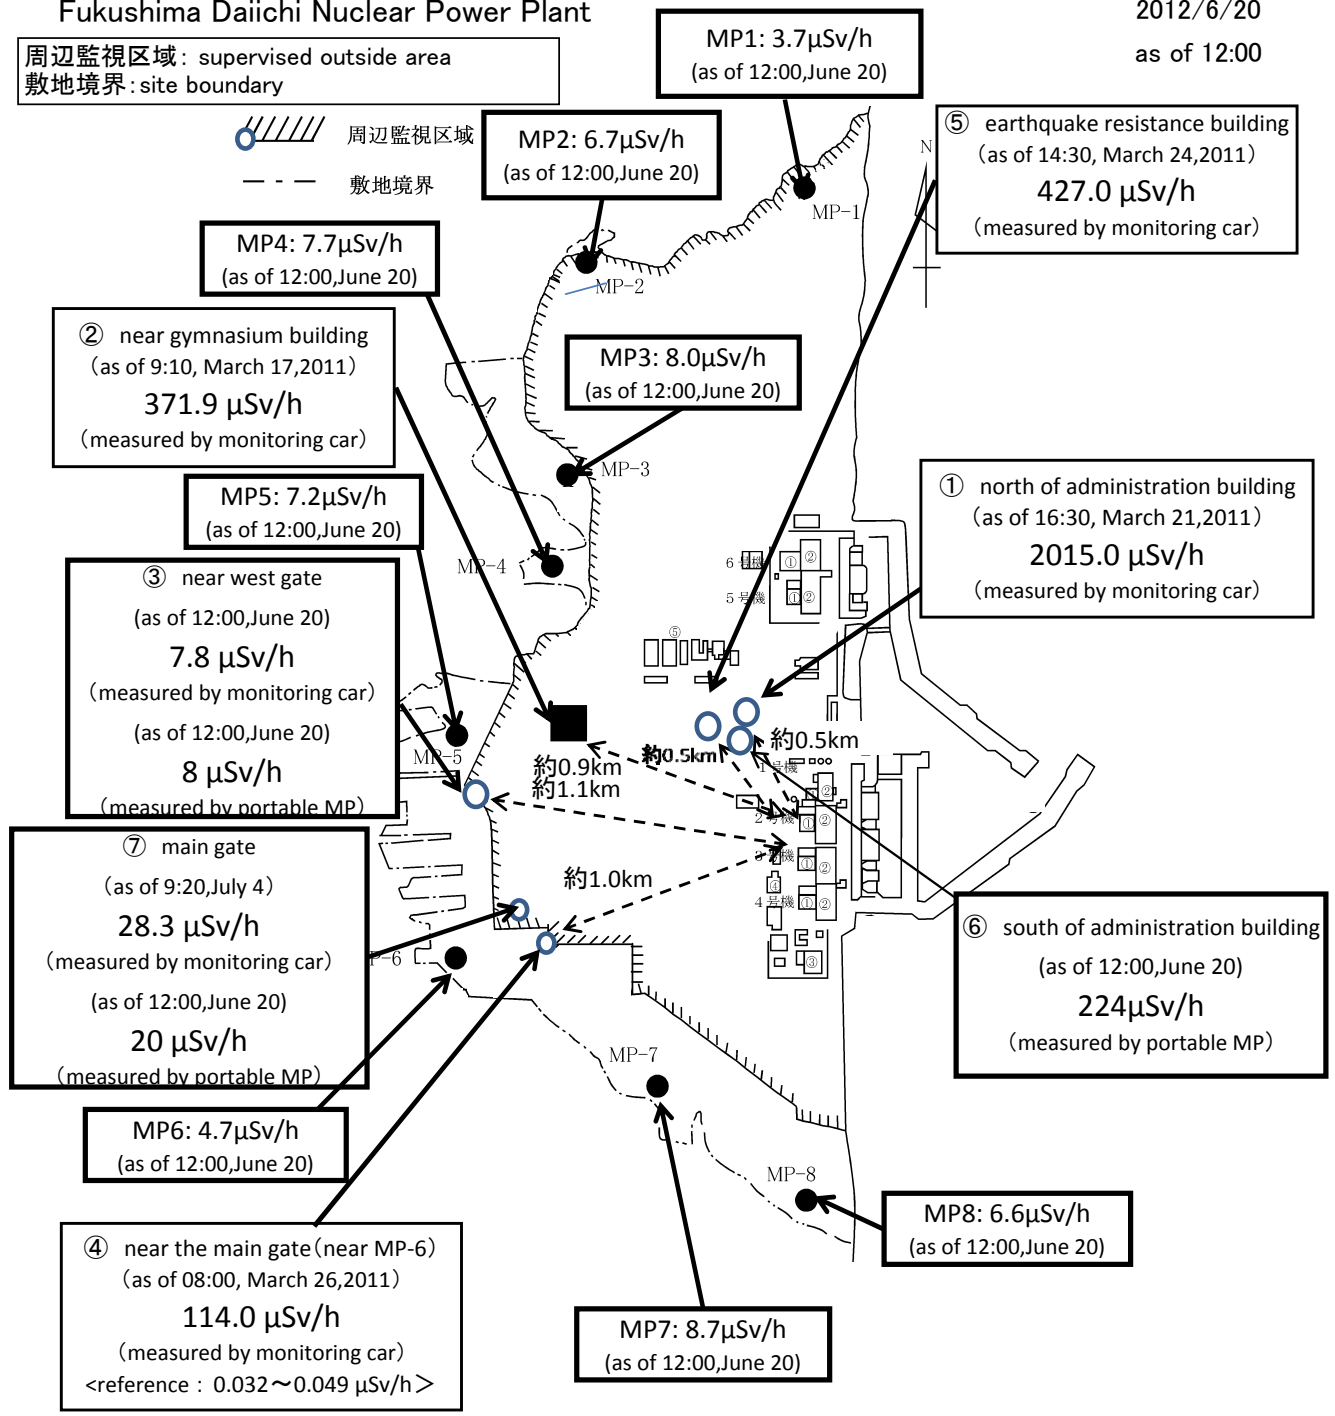 Fukushima Daiichi Nuclear Power Plant
2012/6/20
as of 12:00
周辺監視区域: supervised outside area
敷地境界:site boundary
周辺監視区域
敷地境界
MP1: 3.7μSv/h
(as of 12:00,June 20)
MP2: 6.7μSv/h
(as of 12:00,June 20)
⑤ earthquake resistance building
(as of 14:30, March 24,2011)
427.0 μSv/h
(measured by monitoring car)
N
MP-1
MP4: 7.7μSv/h
(as of 12:00,June 20)
MP-2
② near gymnasium building
(as of 9:10, March 17,2011)
371.9 μSv/h
(measured by monitoring car)
MP3: 8.0μSv/h
(as of 12:00,June 20)
MP-3
MP5: 7.2μSv/h
(as of 12:00,June 20)
① north of administration building
(as of 16:30, March 21,2011)
2015.0 μSv/h
(measured by monitoring car)
MP-4
6号機
① ②
5号機
① ②
⑤
③ near west gate
(as of 12:00,June 20)
7.8 μSv/h
(measured by monitoring car)
(as of 12:00,June 20)
8 μSv/h
(measured by portable MP)
MP-5
約0.9km
約1.1km
約0.5km
約0.5km
1号機
②
2号機
① ②
3号機
① ②
④
4号機
① ②
③
約1.0km
⑦ main gate
(as of 9:20,July 4)
28.3 μSv/h
(measured by monitoring car)
(as of 12:00,June 20)
20 μSv/h
(measured by portable MP)
P-6
⑥ south of administration building
(as of 12:00,June 20)
224μSv/h
(measured by portable MP)
MP-7
MP6: 4.7μSv/h
(as of 12:00,June 20)
MP-8
MP8: 6.6μSv/h
(as of 12:00,June 20)
④ near the main gate(near MP-6)
(as of 08:00, March 26,2011)
114.0 μSv/h
(measured by monitoring car)
<reference : 0.032～0.049 μSv/h>
MP7: 8.7μSv/h
(as of 12:00,June 20)